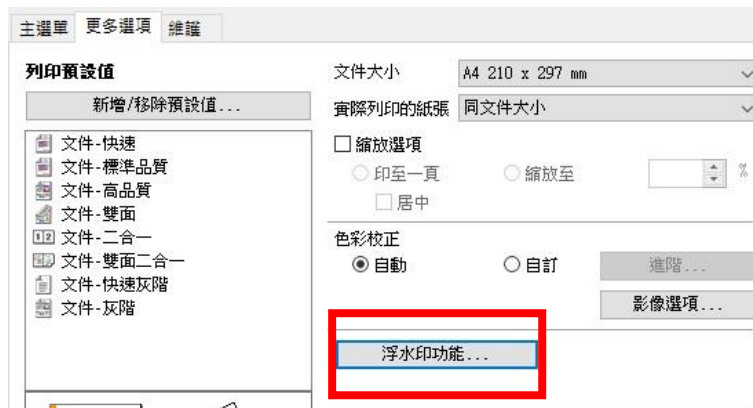 主選單 更多選項 維護
列印預設值
新增/移除預設值...
文件-快速
文件-標準品質
文件-高品質
文件-雙面
文件-二合一
文件-雙面二合一
文件-快速灰階
文件-灰階
文件大小 A4 210 x 297 mm
實際列印的紙張 同文件大小
縮放選項
印至一頁 縮放至 %
居中
色彩校正
自動 自訂 進階...
影像選項...
浮水印功能...